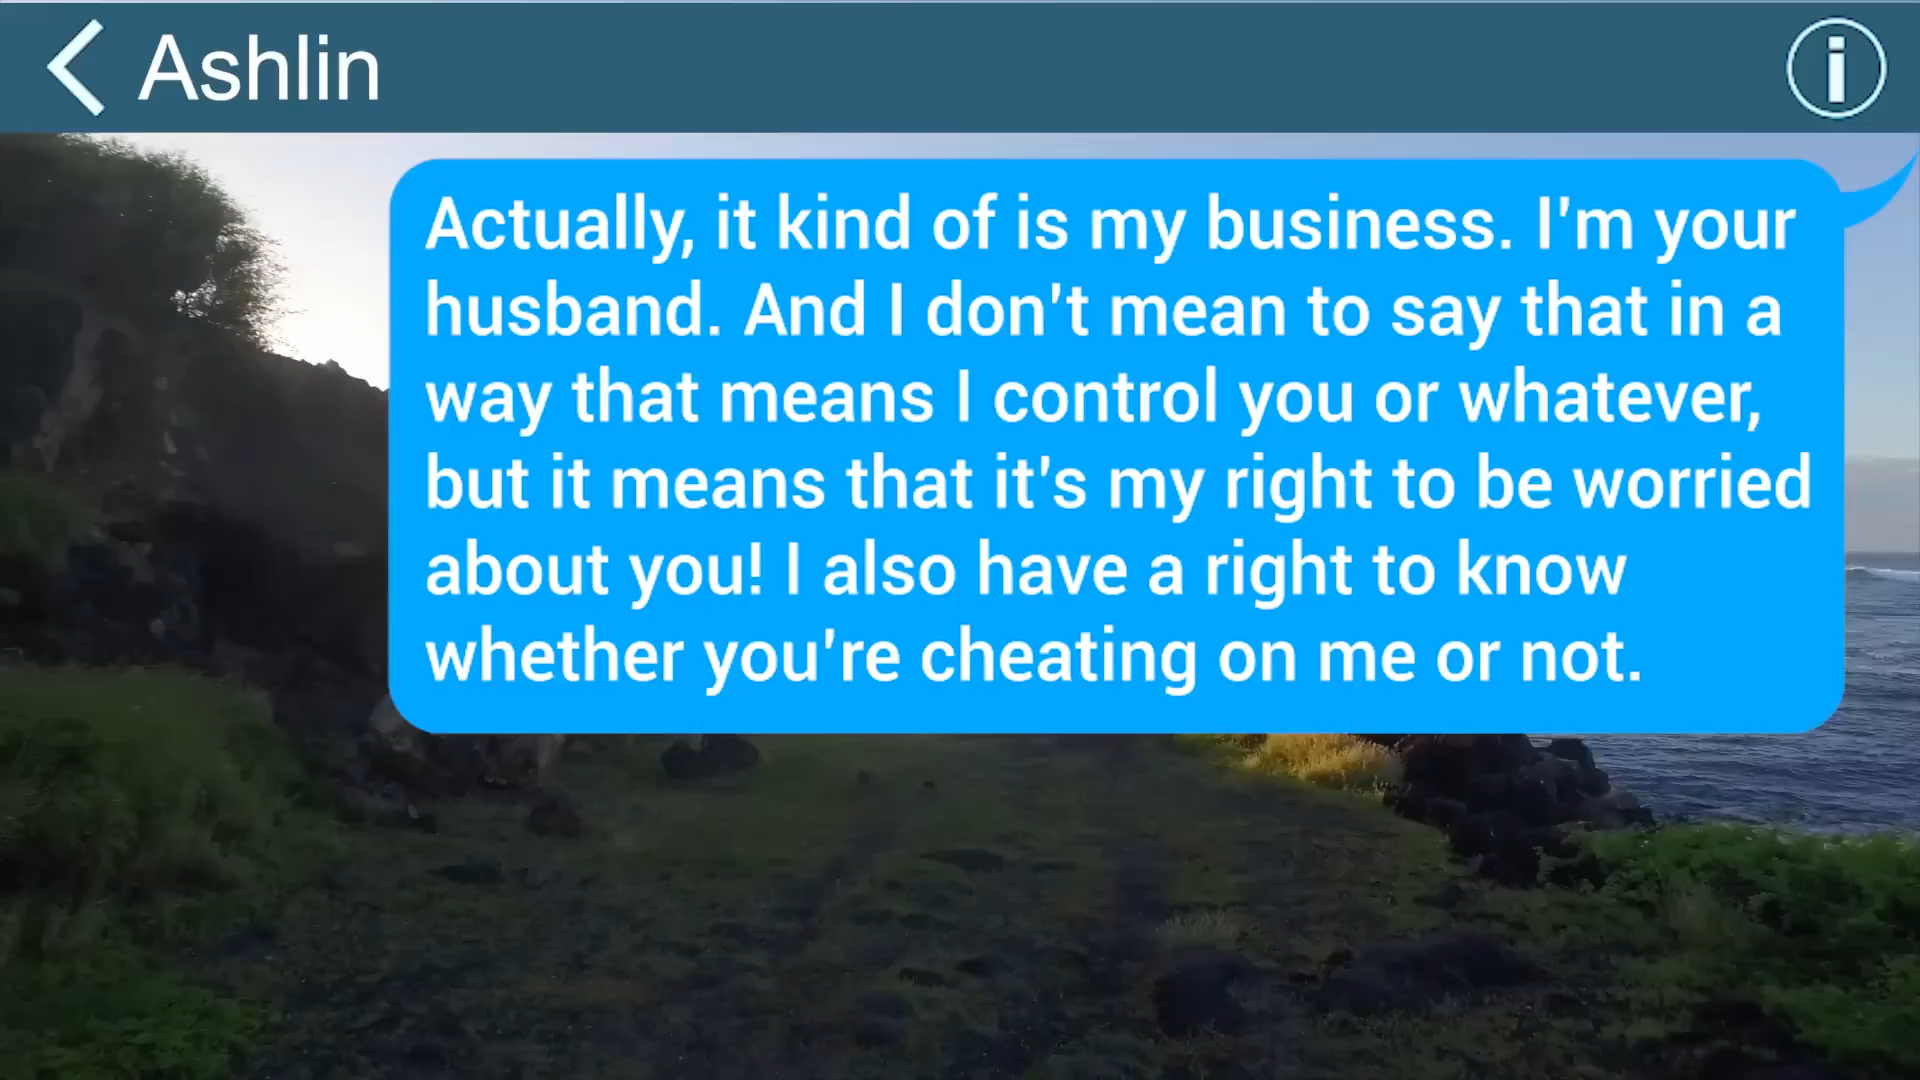 Ashlin
Actually, it kind of is my business. I'm your
husband. And I don't mean to say that in a
way that means I control you or whatever,
but it means that it's my right to be worried
about you! I also have a right to know
whether you're cheating on me or not.